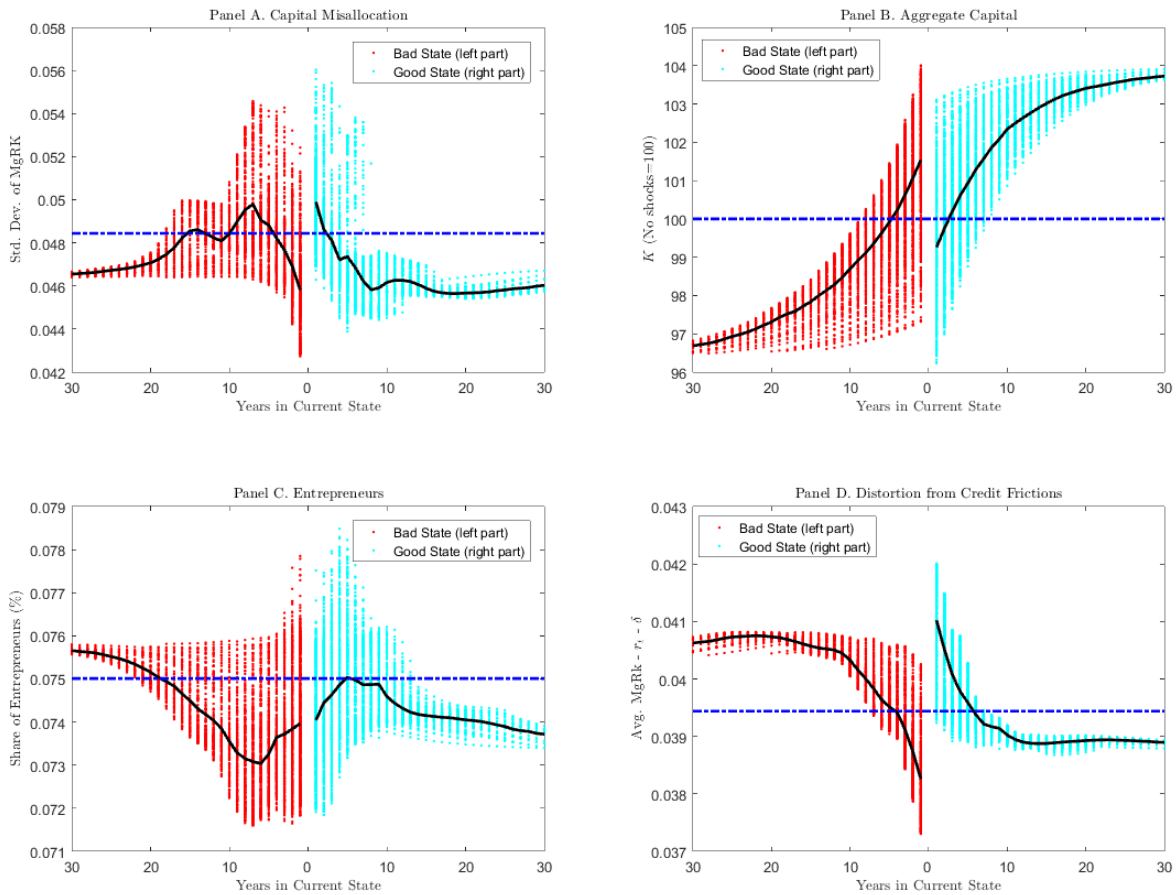 Panel A. Capital Misallocation
0.058
0.056
0.054
0.052
0.05
0.048
0.046
0.044
0.042
Std. Dev. of MgRK
Bad State (left part)
Good State (right part)
30 20 10 0 10 20 30
Years in Current State
Panel B. Aggregate Capital
105
104
103
102
101
100
99
98
97
96
K (No shocks=100)
Bad State (left part)
Good State (right part)
30 20 10 0 10 20 30
Years in Current State
Panel C. Entrepreneurs
0.079
0.078
0.077
0.076
0.075
0.074
0.073
0.072
0.071
Share of Entrepreneurs (%)
Bad State (left part)
Good State (right part)
30 20 10 0 10 20 30
Years in Current State
Panel D. Distortion from Credit Frictions
0.043
0.042
0.041
0.04
0.039
0.038
0.037
Avg. MgRk - rₜ - δ
Bad State (left part)
Good State (right part)
30 20 10 0 10 20 30
Years in Current State